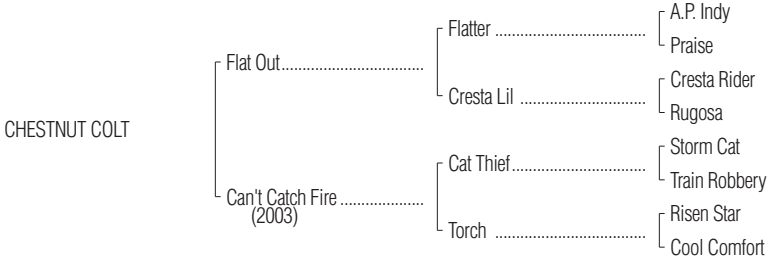 A.P. Indy
Flatter ....................................
Praise
Flat Out..................................
Cresta Rider
Cresta Lil ..............................
Rugosa
CHESTNUT COLT
Storm Cat
Cat Thief................................
Train Robbery
Can't Catch Fire ....................
(2003)
Risen Star
Torch ....................................
Cool Comfort